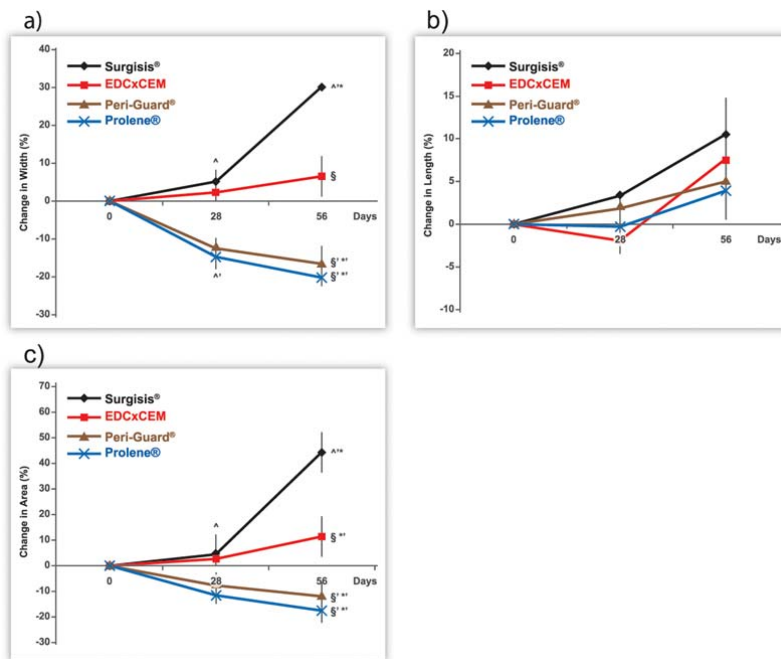 a)
40
30
20
10
0
-10
-20
-30
Change in Width (%)
Surgisis®
EDCxCEM
Peri-Guard®
Prolene®
^
^'*
§
0
28
56
Days
§' *'
§' *'
^'
b)
20
15
10
5
0
-5
-10
Change in Length (%)
Surgisis®
EDCxCEM
Peri-Guard®
Prolene®
0
28
56
Days
c)
70
60
50
40
30
20
10
0
-10
-20
-30
Change in Area (%)
Surgisis®
EDCxCEM
Peri-Guard®
Prolene®
^
^'*
§ *'
0
28
56
Days
§' *'
§' *'